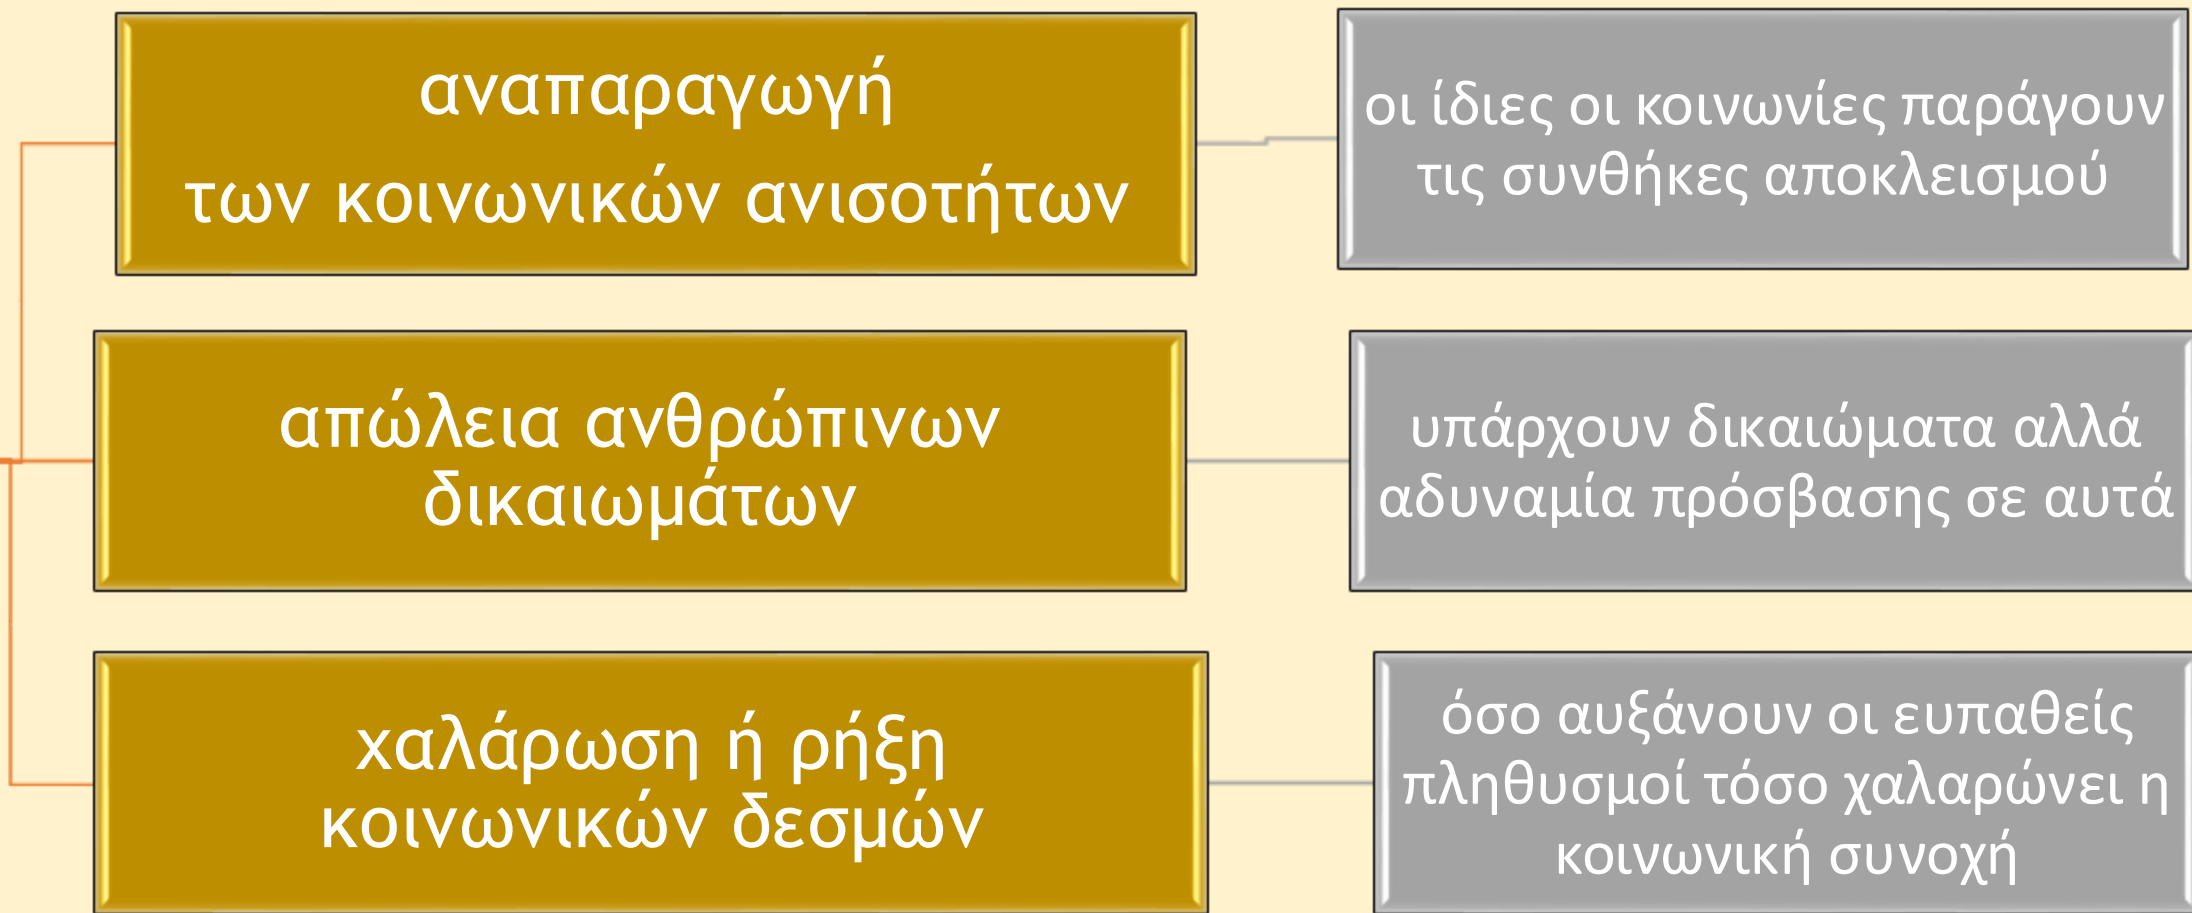 αναπαραγωγή
των κοινωνικών ανισοτήτων
οι ίδιες οι κοινωνίες παράγουν
τις συνθήκες αποκλεισμού
απώλεια ανθρώπινων
δικαιωμάτων
υπάρχουν δικαιώματα αλλά
αδυναμία πρόσβασης σε αυτά
χαλάρωση ή ρήξη
κοινωνικών δεσμών
όσο αυξάνουν οι ευπαθείς
πληθυσμοί τόσο χαλαρώνει η
κοινωνική συνοχή